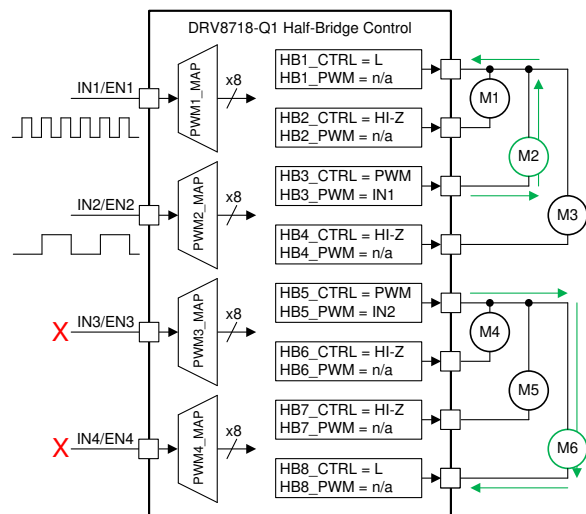 DRV8718-Q1 Half-Bridge Control
IN1/EN1
PWM1_MAP
x8
HB1_CTRL = L
HB1_PWM = n/a
M1
HB2_CTRL = HI-Z
HB2_PWM = n/a
M2
IN2/EN2
PWM2_MAP
x8
HB3_CTRL = PWM
HB3_PWM = IN1
M3
HB4_CTRL = HI-Z
HB4_PWM = n/a
X
IN3/EN3
PWM3_MAP
x8
HB5_CTRL = PWM
HB5_PWM = IN2
M4
HB6_CTRL = HI-Z
HB6_PWM = n/a
M5
X
IN4/EN4
PWM4_MAP
x8
HB7_CTRL = HI-Z
HB7_PWM = n/a
M6
HB8_CTRL = L
HB8_PWM = n/a